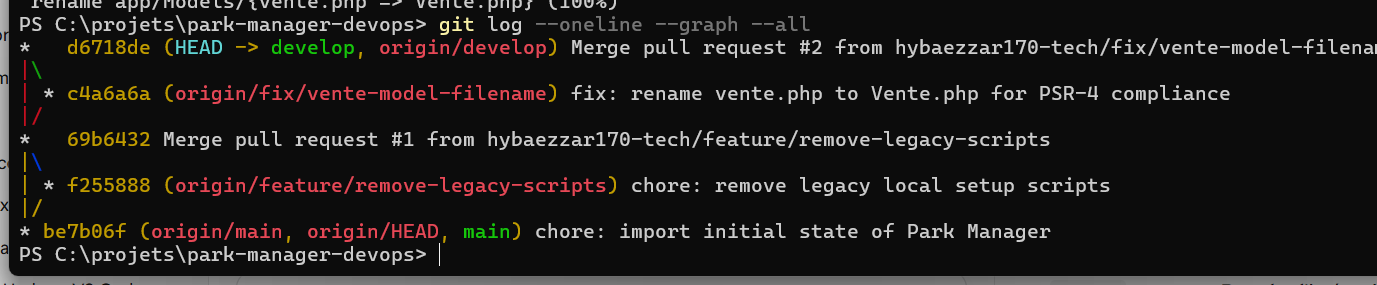 rename app/Models/{vente.php => Vente.php} (100%)
PS C:\projets\park-manager-devops> git log --oneline --graph --all
*   d6718de (HEAD -> develop, origin/develop) Merge pull request #2 from hybaezzar170-tech/fix/vente-model-filenam
|\
| * c4a6a6a (origin/fix/vente-model-filename) fix: rename vente.php to Vente.php for PSR-4 compliance
|/
*   69b6432 Merge pull request #1 from hybaezzar170-tech/feature/remove-legacy-scripts
|\
| * f255888 (origin/feature/remove-legacy-scripts) chore: remove legacy local setup scripts
|/
* be7b06f (origin/main, origin/HEAD, main) chore: import initial state of Park Manager
PS C:\projets\park-manager-devops>